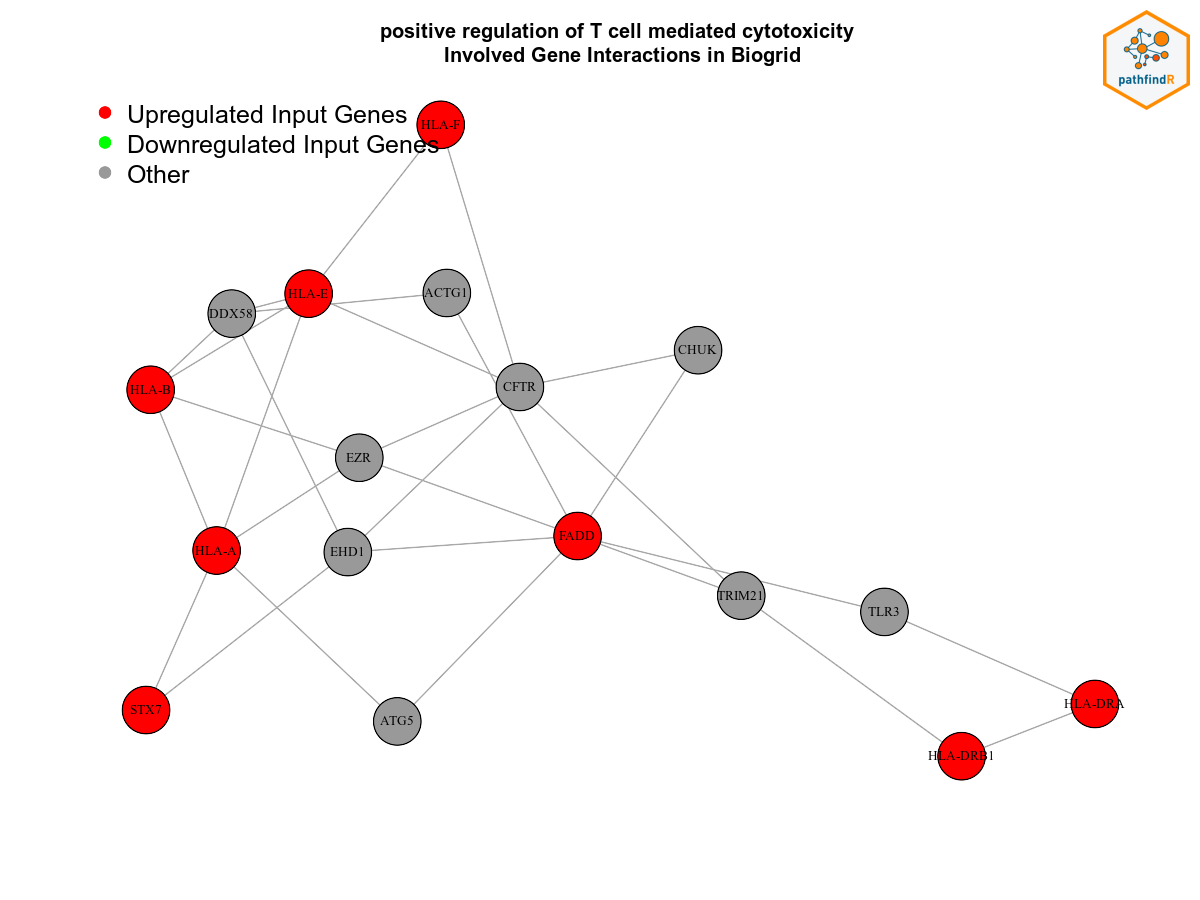 positive regulation of T cell mediated cytotoxicity
Involved Gene Interactions in Biogrid
pathfindR
Upregulated Input Genes
Downregulated Input Genes
Other
HLA-F
HLA-E
ACTG1
DDX58
CHUK
CFTR
HLA-B
EZR
FADD
HLA-A
EHD1
TRIM21
TLR3
HLA-DRA
STX7
ATG5
HLA-DRB1